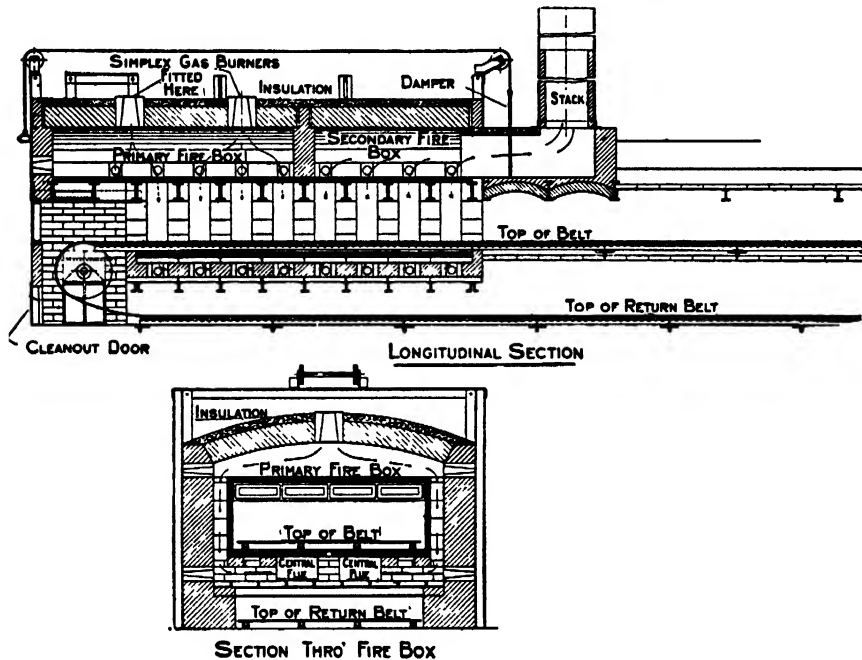 SIMPLEX GAS BURNERS
FITTED
HERE
INSULATION
DAMPER
STACK
PRIMARY FIRE BOX
SECONDARY FIRE
BOX
TOP OF BELT
TOP OF RETURN BELT
CLEANOUT DOOR
LONGITUDINAL SECTION
INSULATION
PRIMARY FIRE BOX
TOP OF BELT
CENTRAL
FLUE
CENTRAL
FLUE
TOP OF RETURN BELT
SECTION THRO' FIRE BOX